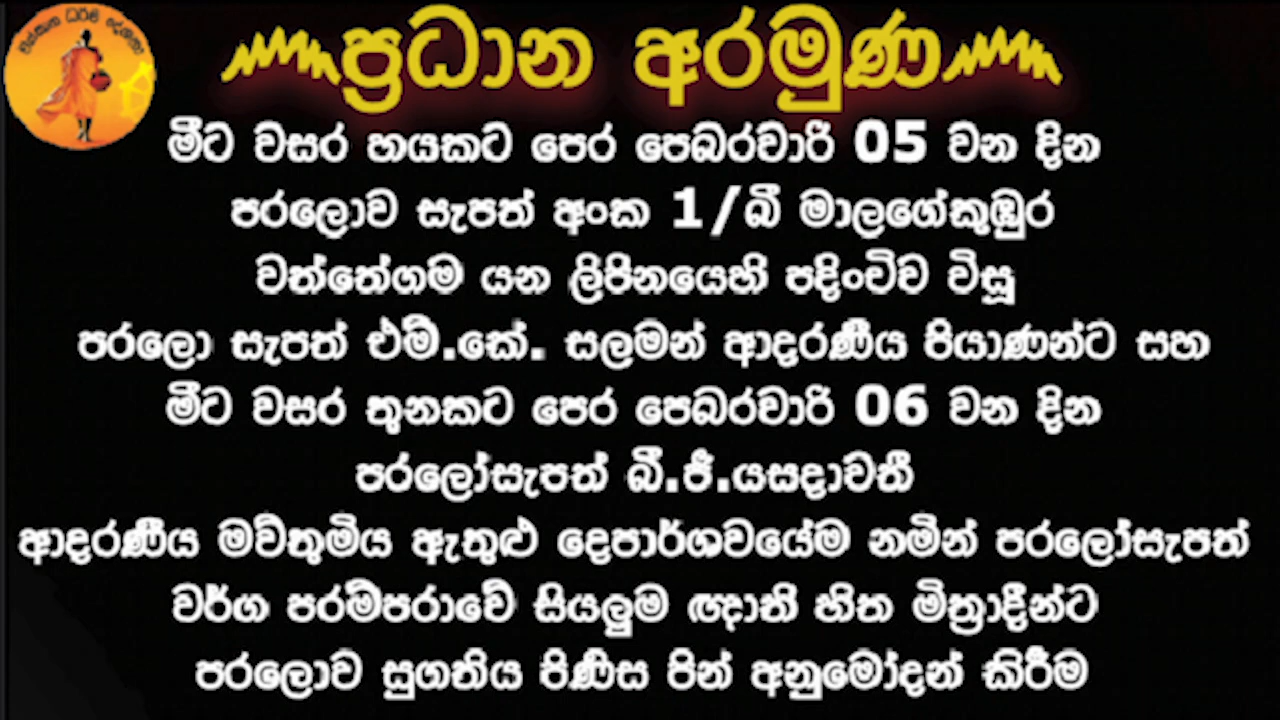 ප්‍රධාන අරමුණ
මීට වසර හයකට පෙර පෙබරවාරි 05 වන දින
පරලොව සැපත් අංක 1/බී මාලගේකුඹුර
වත්තේගම යන ලිපිනයෙහි පදිංචිව විසූ
පරලො සැපත් එම්.කේ. සලමන් ආදරණීය පියාණන්ට සහ
මීට වසර තුනකට පෙර පෙබරවාරි 06 වන දින
පරලෝසැපත් බී.ජී.යසදාවතී
ආදරණීය මව්තුමිය ඇතුළු දෙපාර්ශවයේම නමින් පරලෝසැපත්
වර්ග පරම්පරාවේ සියලුම ඥාති හිත මිත්‍රාදීන්ට
පරලොව සුගතිය පිණිස පින් අනුමෝදන් කිරීම